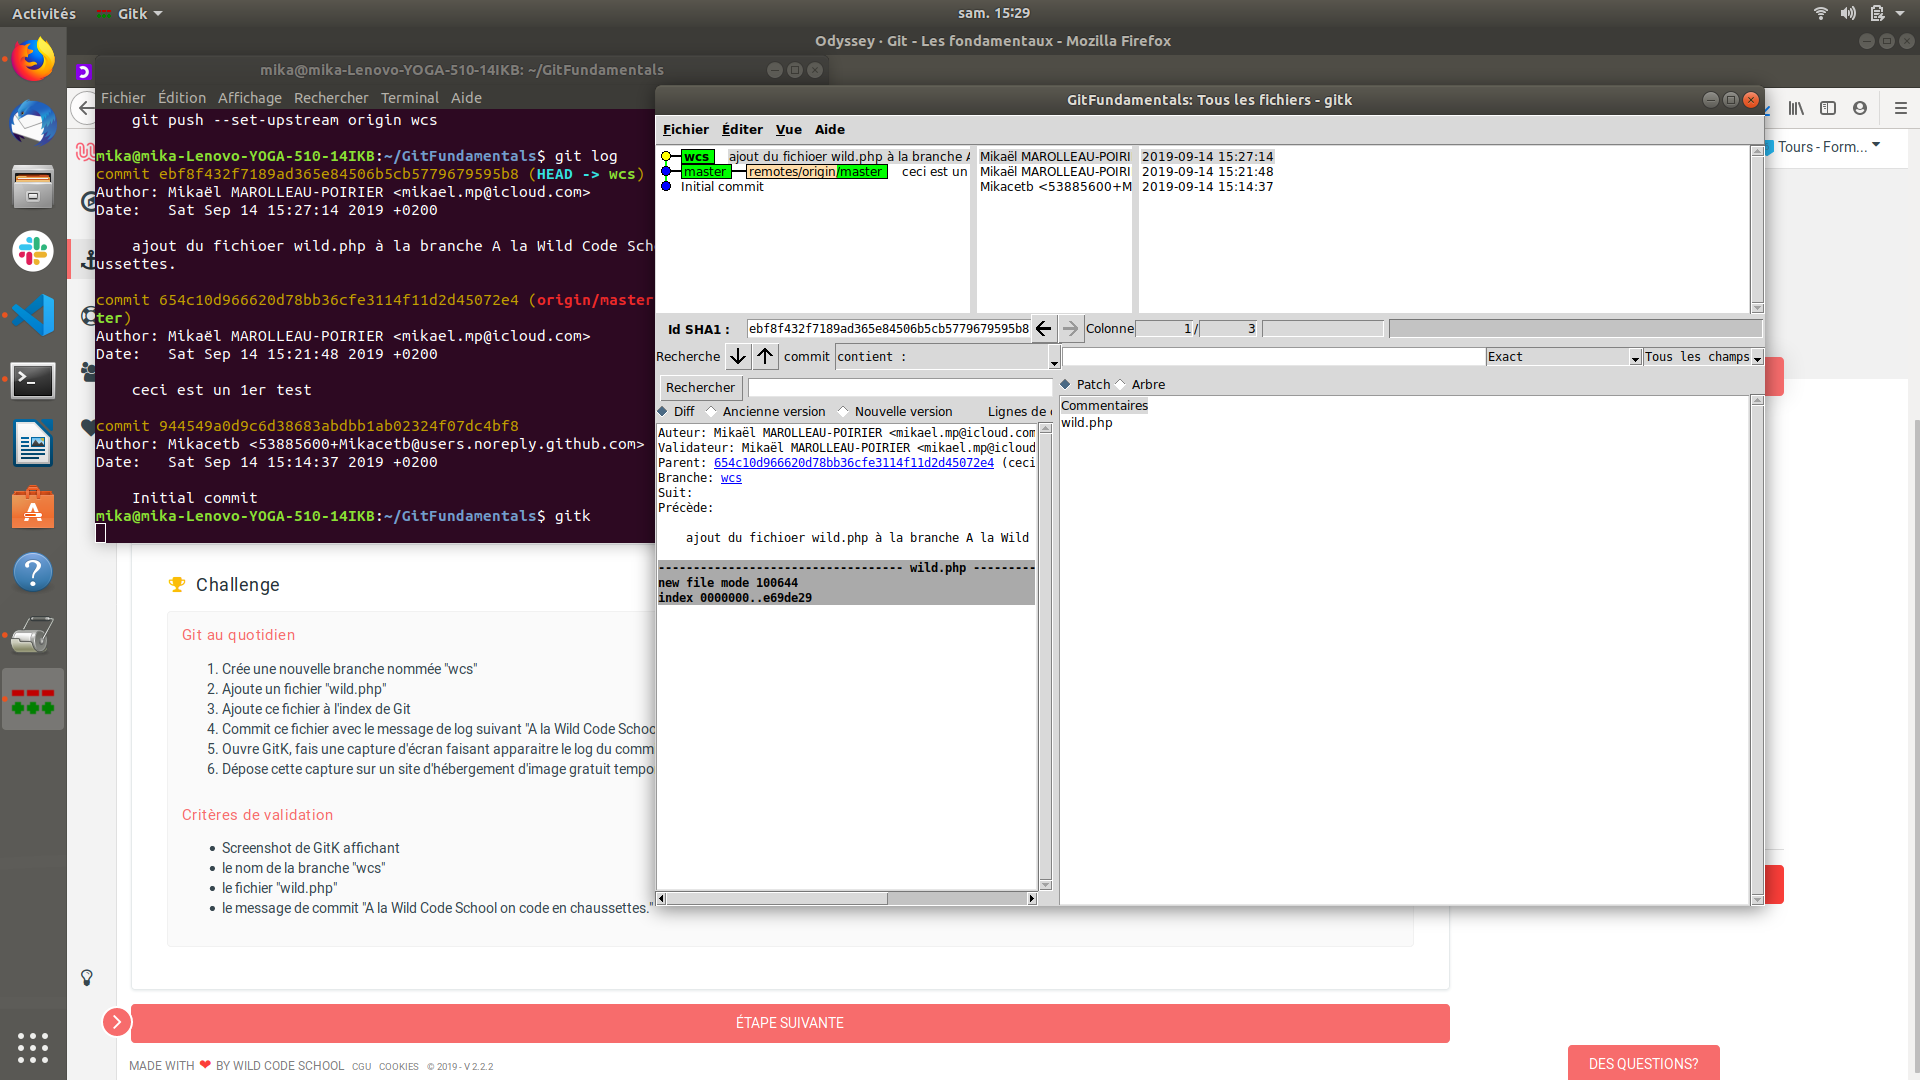 Activités
Gitk
sam. 15:29
Odyssey · Git - Les fondamentaux - Mozilla Firefox
mika@mika-Lenovo-YOGA-510-14IKB: ~/GitFundamentals
Fichier Édition Affichage Rechercher Terminal Aide
git push --set-upstream origin wcs
mika@mika-Lenovo-YOGA-510-14IKB:~/GitFundamentals$ git log
commit ebf8f432f7189ad365e84506b5cb5779679595b8 (HEAD -> wcs)
Author: Mikaël MAROLLEAU-POIRIER <mikael.mp@icloud.com>
Date:   Sat Sep 14 15:27:14 2019 +0200
ajout du fichioer wild.php à la branche A la Wild Code Sch
ussettes.
commit 654c10d966620d78bb36cfe3114f11d2d45072e4 (origin/master
ter)
Author: Mikaël MAROLLEAU-POIRIER <mikael.mp@icloud.com>
Date:   Sat Sep 14 15:21:48 2019 +0200
ceci est un 1er test
commit 944549a0d9c6d38683abdbb1ab02324f07dc4bf8
Author: Mikacetb <53885600+Mikacetb@users.noreply.github.com>
Date:   Sat Sep 14 15:14:37 2019 +0200
Initial commit
mika@mika-Lenovo-YOGA-510-14IKB:~/GitFundamentals$ gitk
GitFundamentals: Tous les fichiers - gitk
Fichier Éditer Vue Aide
wcs ajout du fichioer wild.php à la branche A Mikaël MAROLLEAU-POIRI 2019-09-14 15:27:14
master remotes/origin/master ceci est un Mikaël MAROLLEAU-POIRI 2019-09-14 15:21:48
Initial commit Mikacetb <53885600+M 2019-09-14 15:14:37
Id SHA1 : ebf8f432f7189ad365e84506b5cb5779679595b8 Colonne 1 / 3
Recherche commit contient : Exact Tous les champs
Rechercher
Patch Arbre
Diff Ancienne version Nouvelle version Lignes de c
Commentaires
wild.php
Auteur: Mikaël MAROLLEAU-POIRIER <mikael.mp@icloud.com
Validateur: Mikaël MAROLLEAU-POIRIER <mikael.mp@icloud
Parent: 654c10d966620d78bb36cfe3114f11d2d45072e4 (ceci
Branche: wcs
Suit:
Précède:
ajout du fichioer wild.php à la branche A la Wild
----------------------------------- wild.php ---------
new file mode 100644
index 0000000..e69de29
Tours - Form...
Challenge
Git au quotidien
1. Crée une nouvelle branche nommée "wcs"
2. Ajoute un fichier "wild.php"
3. Ajoute ce fichier à l'index de Git
4. Commit ce fichier avec le message de log suivant "A la Wild Code Schoo
5. Ouvre GitK, fais une capture d'écran faisant apparaitre le log du comm
6. Dépose cette capture sur un site d'hébergement d'image gratuit tempo
Critères de validation
• Screenshot de GitK affichant
• le nom de la branche "wcs"
• le fichier "wild.php"
• le message de commit "A la Wild Code School on code en chaussettes."
ÉTAPE SUIVANTE
MADE WITH ❤ BY WILD CODE SCHOOL CGU COOKIES © 2019 - V 2.2.2
DES QUESTIONS?